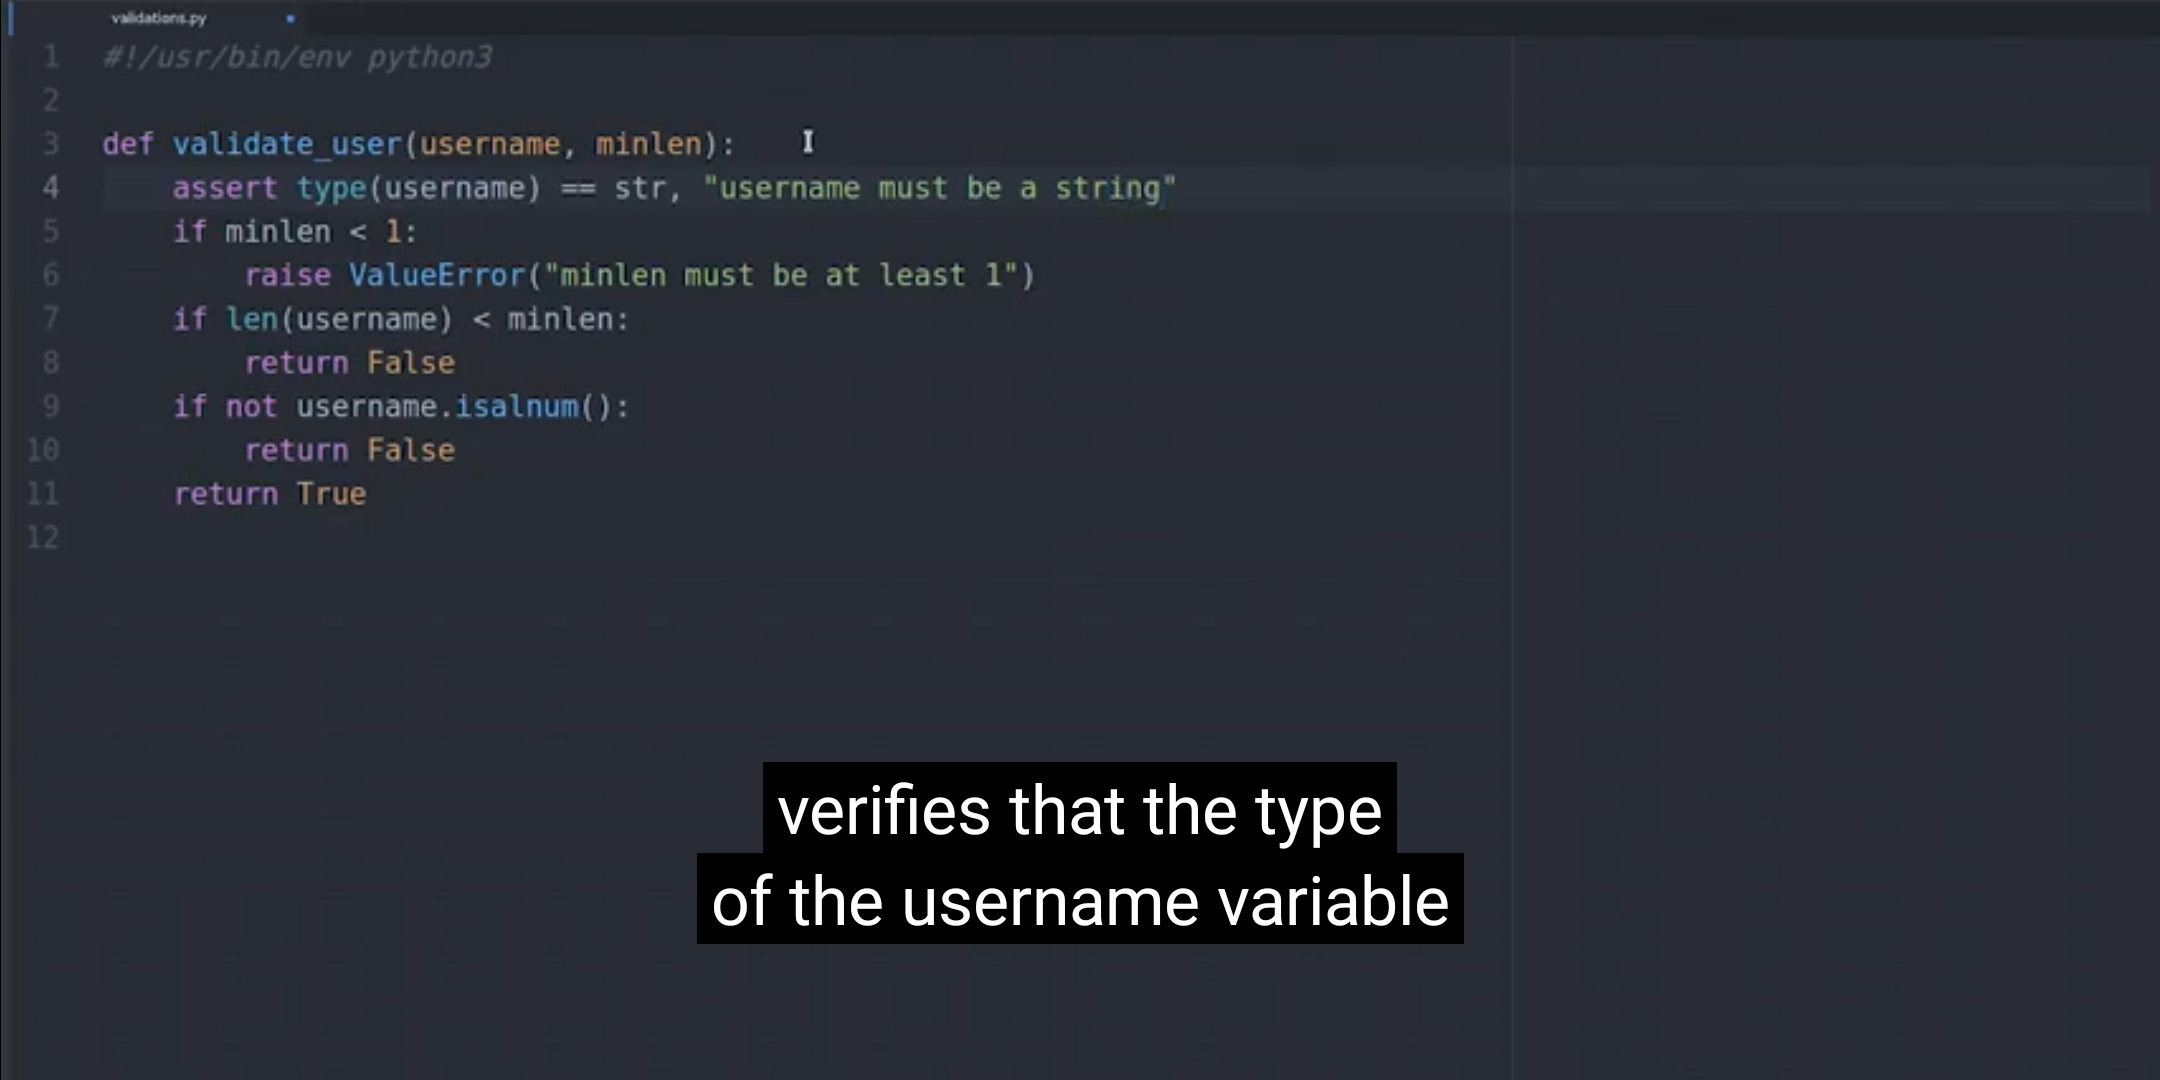 validations.py
1 #!/usr/bin/env python3
2
3 def validate_user(username, minlen):
4     assert type(username) == str, "username must be a string"
5     if minlen < 1:
6         raise ValueError("minlen must be at least 1")
7     if len(username) < minlen:
8         return False
9     if not username.isalnum():
10         return False
11     return True
12
verifies that the type
of the username variable